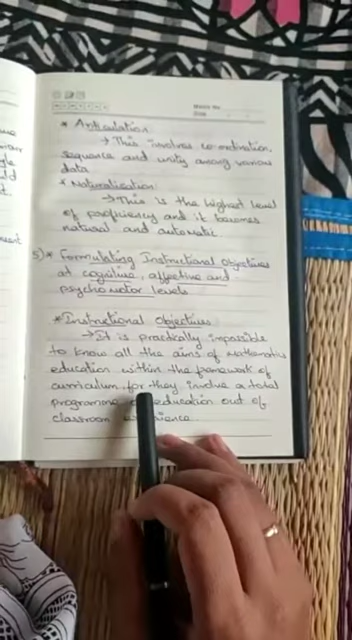 Date
* Articulation
→ This involves co-ordination,
sequence and unity among various
data
* Naturalisation
→ This is the highest level
of proficiency and it becomes
natural and automatic.
5) * Formulating Instructional Objectives
at cognitive, affective and
psychomotor levels
* Instructional Objectives
→ It is practically impossible
to know all the aims of Mathematics
education within the framework of
curriculum, for they involve a total
programme education out of
classroom